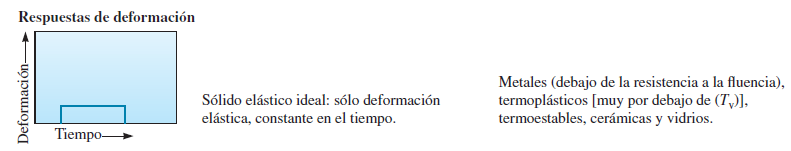 Respuestas de deformación
Deformación
Tiempo
Sólido elástico ideal: sólo deformación
elástica, constante en el tiempo.
Metales (debajo de la resistencia a la fluencia),
termoplásticos [muy por debajo de (Tv)],
termoestables, cerámicas y vidrios.